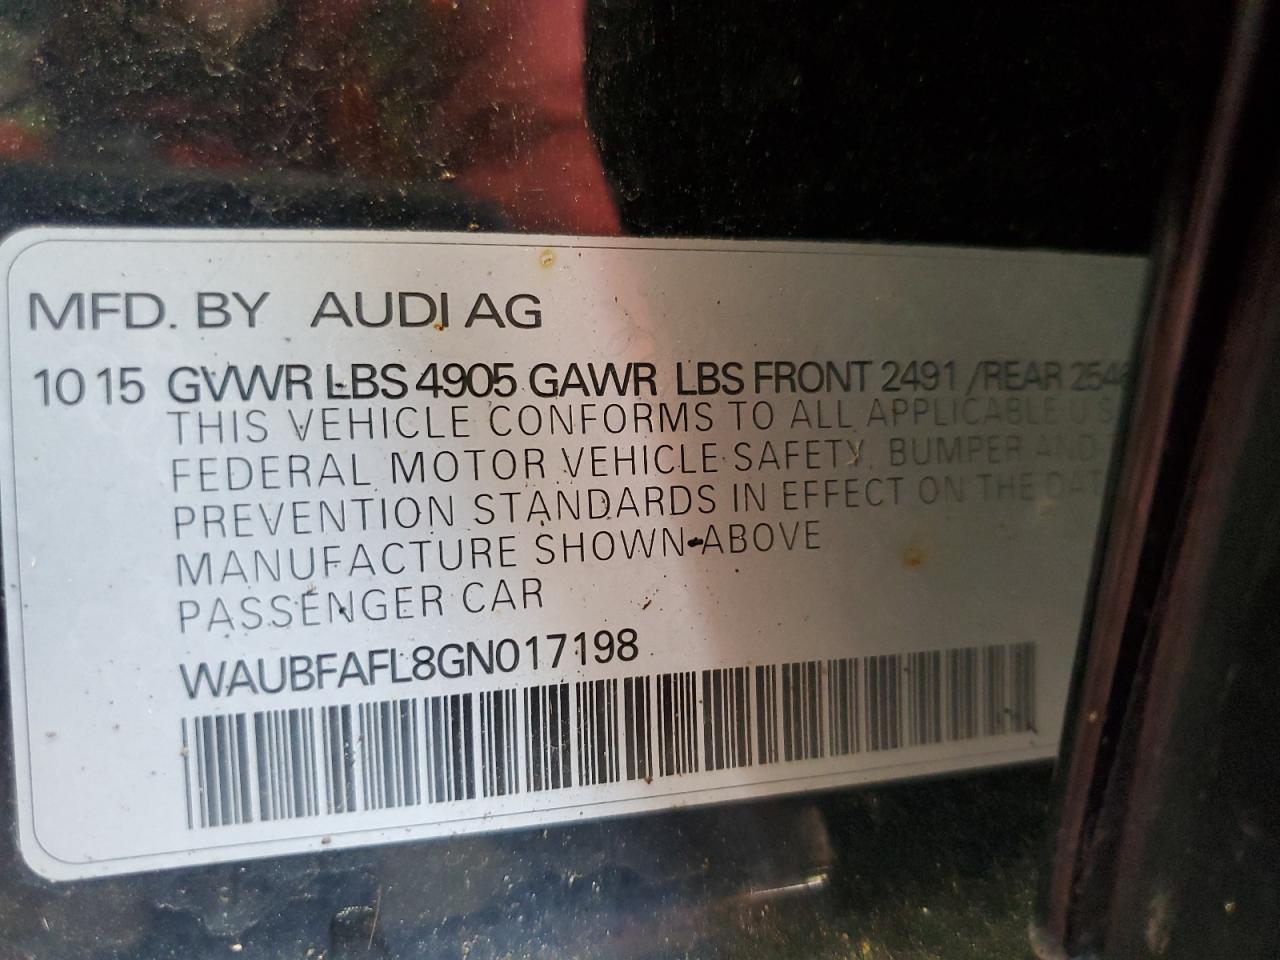 MFD. BY AUDI AG
10 15 GVWR LBS 4905 GAWR LBS FRONT 2491 /REAR
THIS VEHICLE CONFORMS TO ALL APPLICABLE U S
FEDERAL MOTOR VEHICLE SAFETY, BUMPER AND
PREVENTION STANDARDS IN EFFECT ON THE
MANUFACTURE SHOWN ABOVE
PASSENGER CAR
WAUBFAFL8GN017198